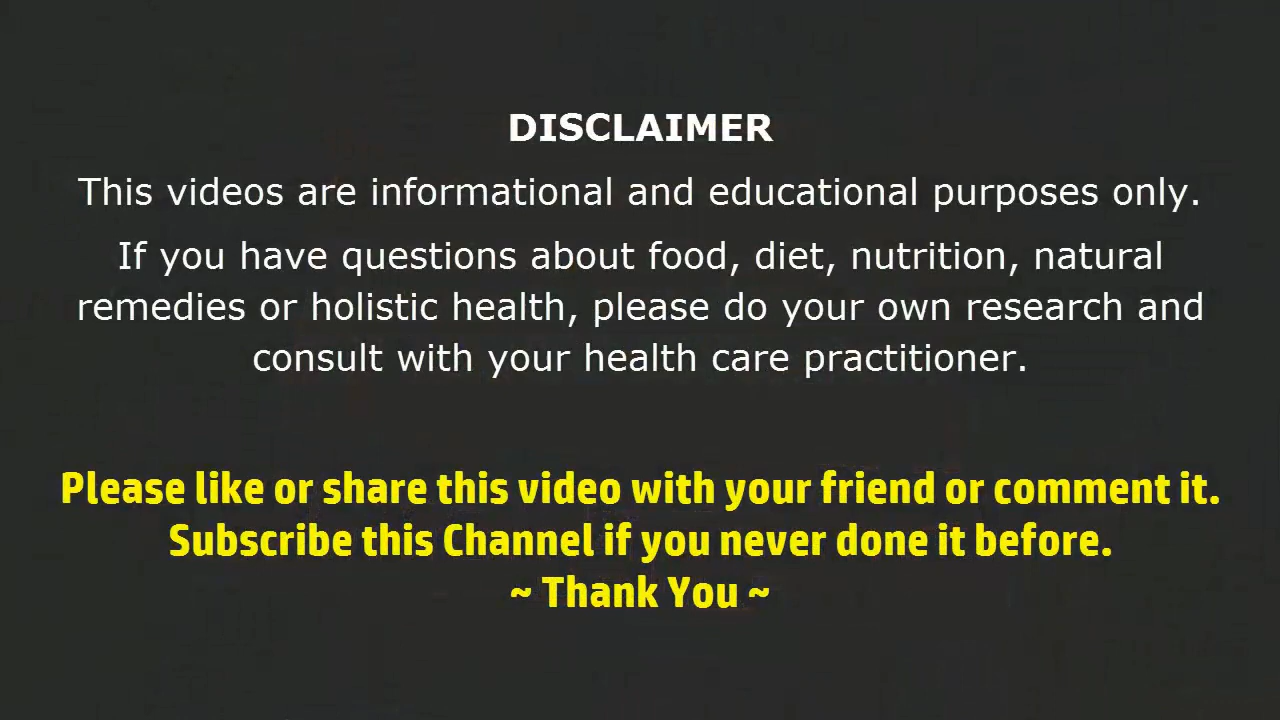 DISCLAIMER
This videos are informational and educational purposes only.
If you have questions about food, diet, nutrition, natural
remedies or holistic health, please do your own research and
consult with your health care practitioner.
Please like or share this video with your friend or comment it.
Subscribe this Channel if you never done it before.
~ Thank You ~